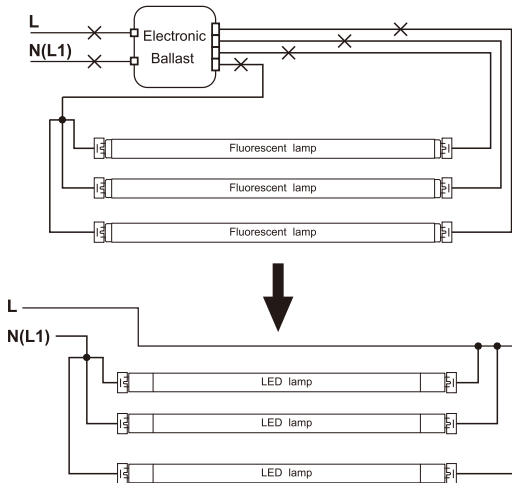 L
N(L1)
Electronic
Ballast
Fluorescent lamp
Fluorescent lamp
Fluorescent lamp
L
N(L1)
LED lamp
LED lamp
LED lamp